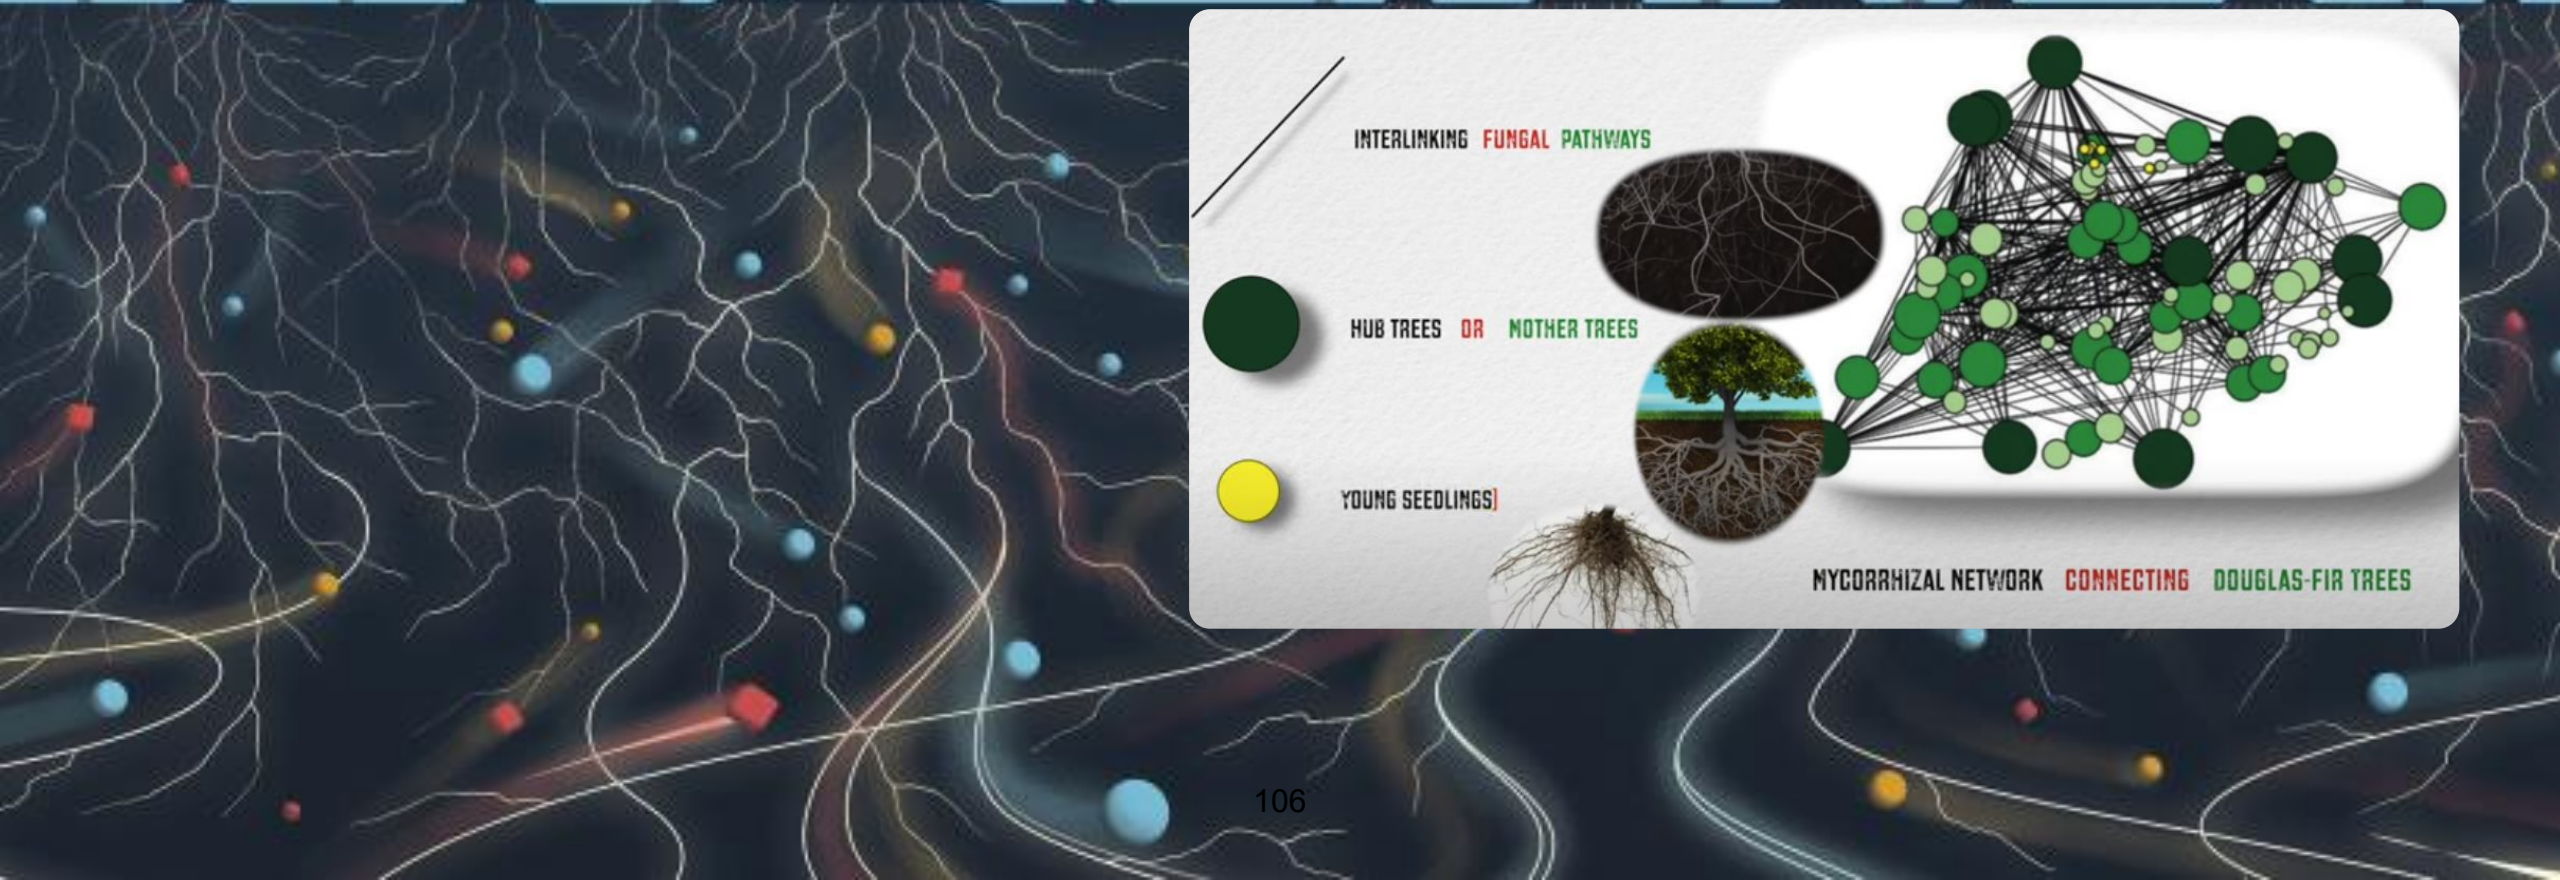 INTERLINKING FUNGAL PATHWAYS
HUB TREES OR MOTHER TREES
YOUNG SEEDLINGS
MYCORRHIZAL NETWORK CONNECTING DOUGLAS-FIR TREES
106